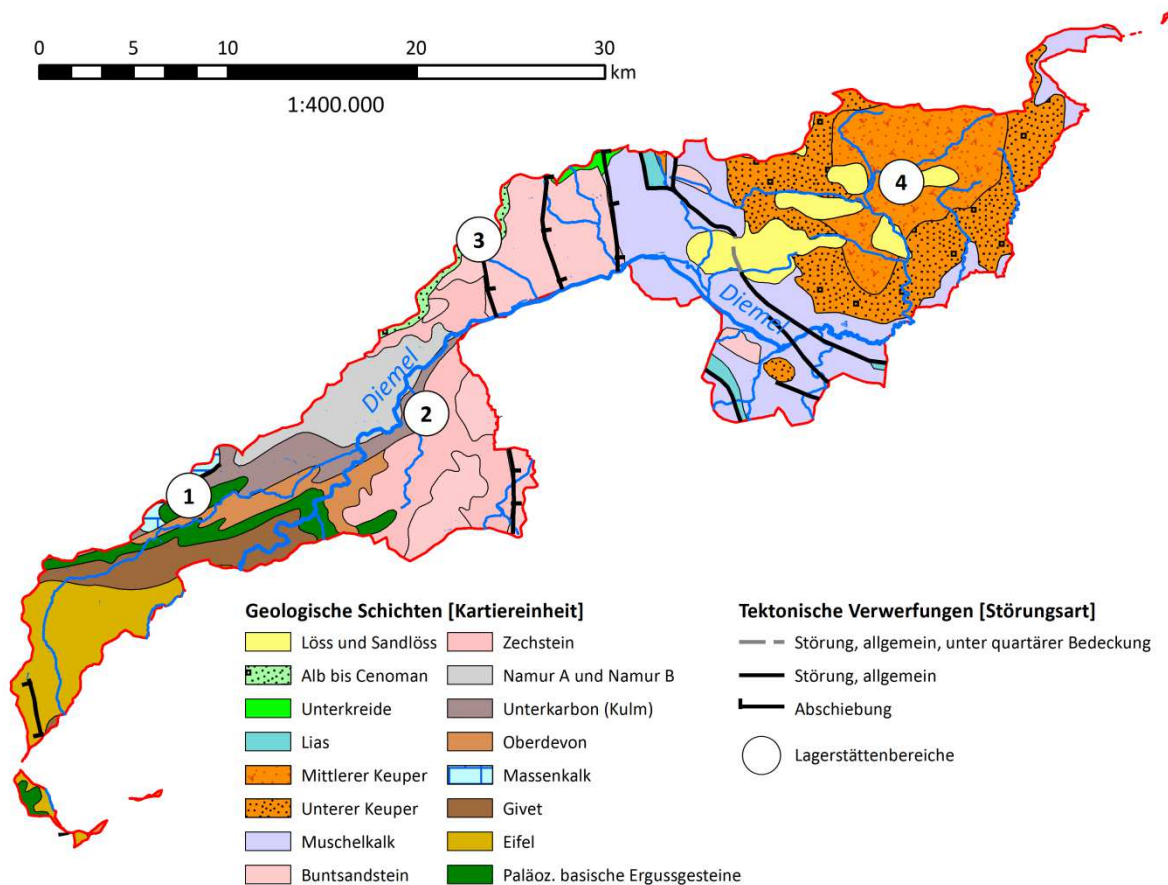 0 5 10 20 30
km
1:400.000
4
3
Diemel
Diemel
2
1
Geologische Schichten [Kartiereinheit]
Löss und Sandlöss
Alb bis Cenoman
Unterkreide
Lias
Mittlerer Keuper
Unterer Keuper
Muschelkalk
Buntsandstein
Zechstein
Namur A und Namur B
Unterkarbon (Kulm)
Oberdevon
Massenkalk
Givet
Eifel
Paläoz. basische Ergussgesteine
Tektonische Verwerfungen [Störungsart]
Störung, allgemein, unter quartärer Bedeckung
Störung, allgemein
Abschiebung
Lagerstättenbereiche